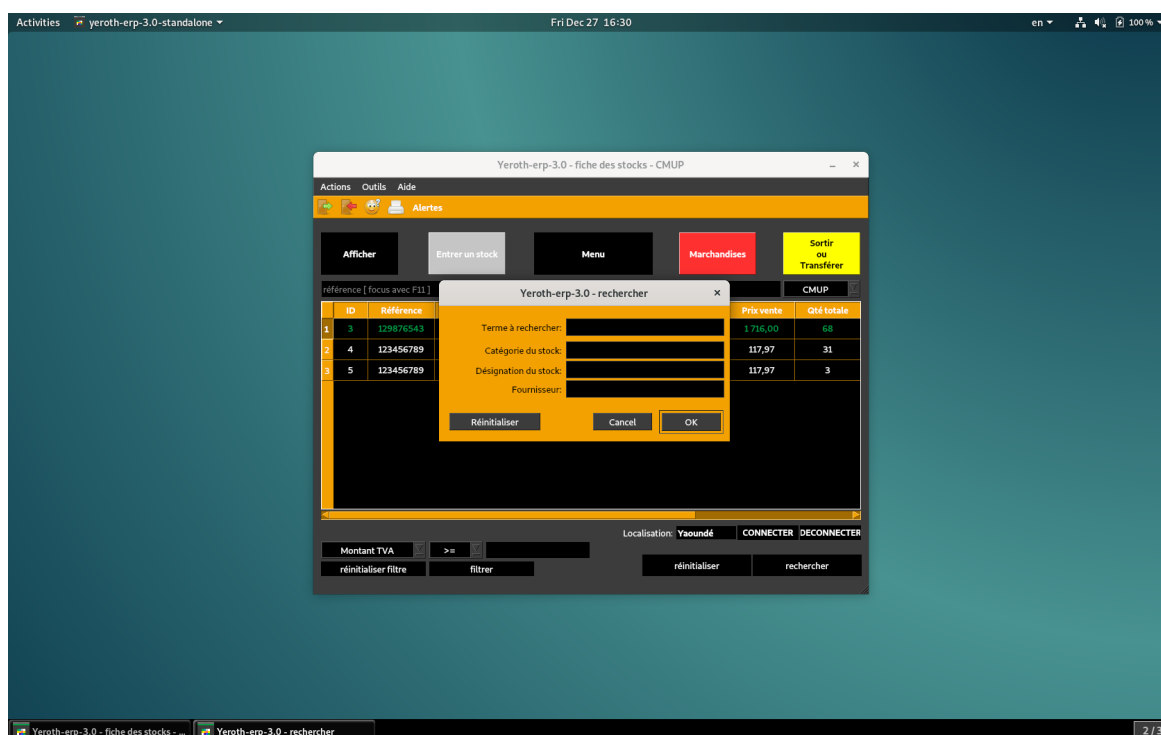 Activities yeroth-erp-3.0-standalone Fri Dec 27 16:30 en 100 %
Yeroth-erp-3.0 - fiche des stocks - CMUP
Actions Outils Aide
Alertes
Afficher
Entrer un stock
Menu
Marchandises
Sortir
ou
Transférer
référence [ focus avec F11 ]
CMUP
ID Référence Prix vente Qté totale
1 3 129876543 1 716,00 68
2 4 123456789 117,97 31
3 5 123456789 117,97 3
Yeroth-erp-3.0 - rechercher
Terme à rechercher:
Catégorie du stock:
Désignation du stock:
Fournisseur:
Réinitialiser Cancel OK
Localisation: Yaoundé CONNECTER DECONNECTER
Montant TVA >=
réinitialiser filtre filtrer
réinitialiser rechercher
Yeroth-erp-3.0 - fiche des stocks - ... Yeroth-erp-3.0 - rechercher 2 / 3